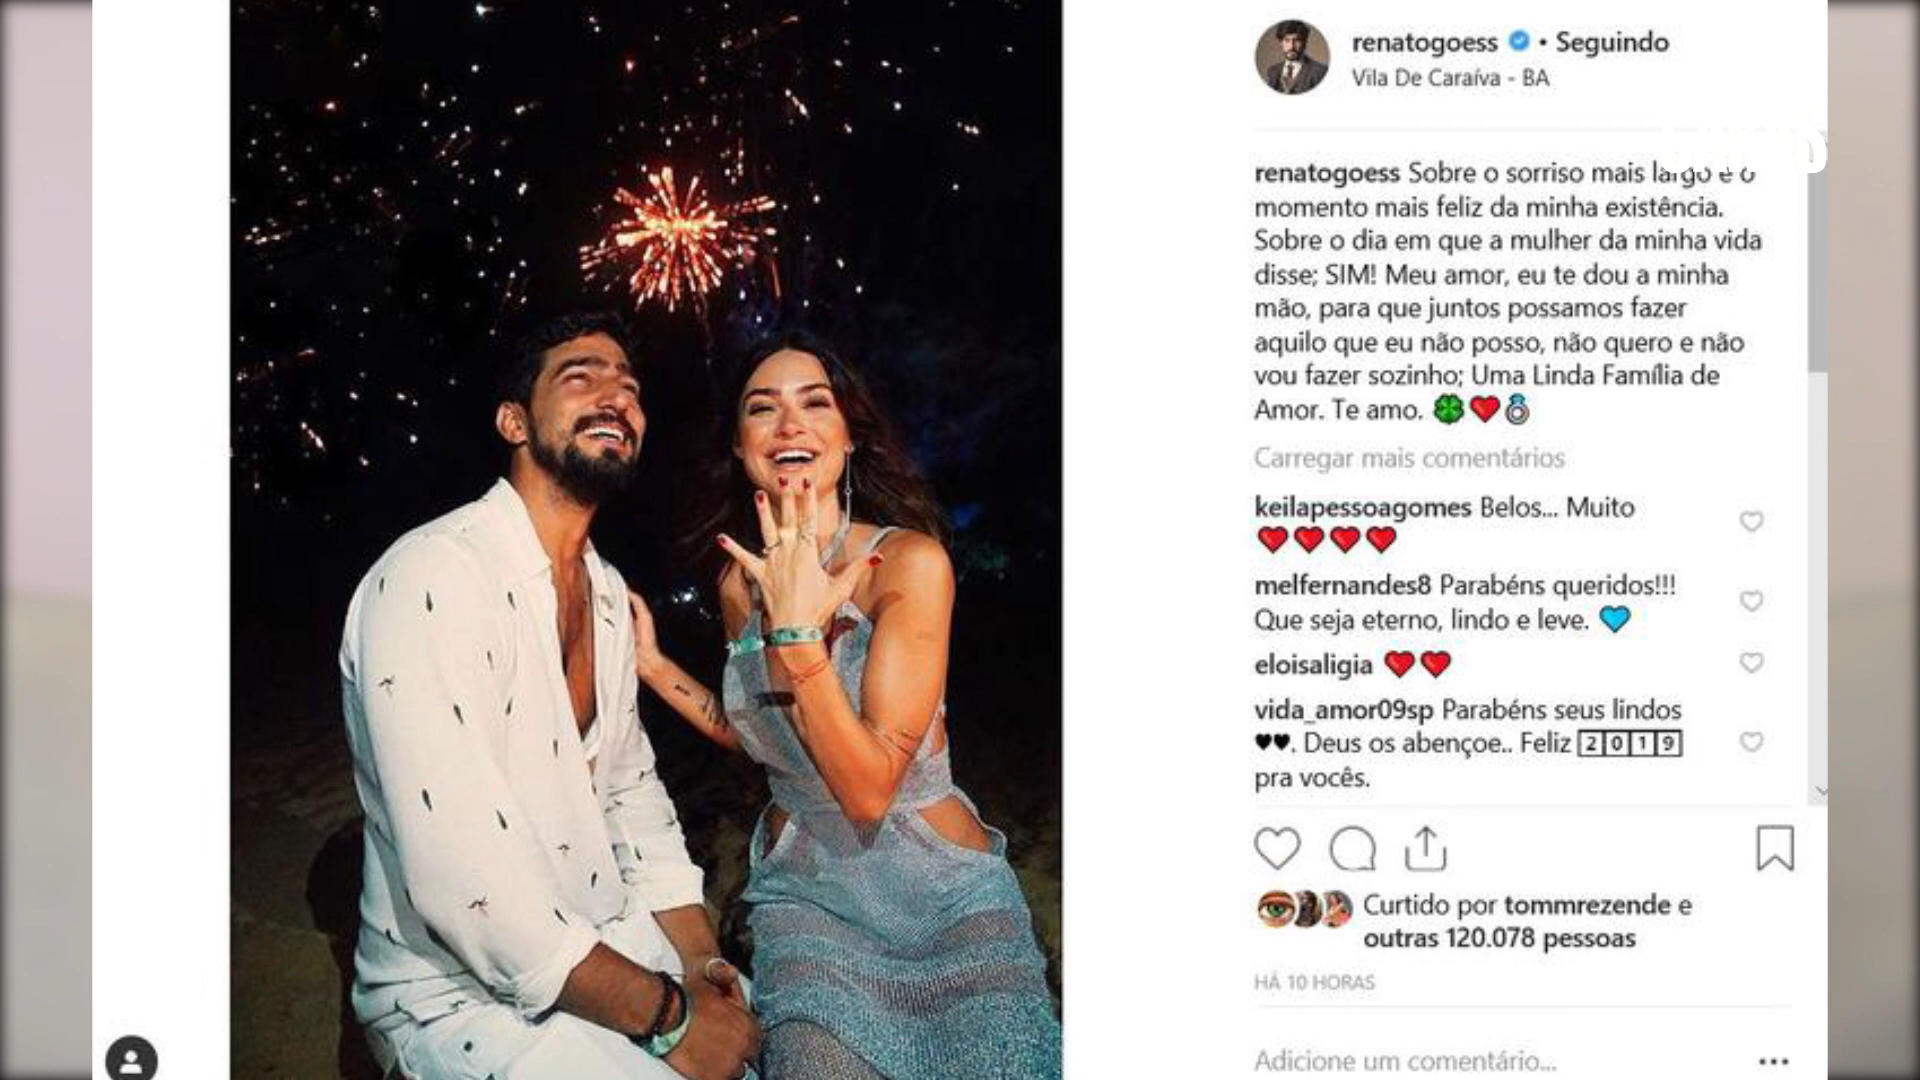 renatogoess • Seguindo
Vila De Caraíva - BA
renatogoess Sobre o sorriso mais largo e o
momento mais feliz da minha existência.
Sobre o dia em que a mulher da minha vida
disse; SIM! Meu amor, eu te dou a minha
mão, para que juntos possamos fazer
aquilo que eu não posso, não quero e não
vou fazer sozinho; Uma Linda Família de
Amor. Te amo. 🍀❤️💍
Carregar mais comentários
keilapessoagomes Belos... Muito
❤️❤️❤️❤️
melfernandes8 Parabéns queridos!!!
Que seja eterno, lindo e leve. 💙
eloisaligia ❤️❤️
vida_amor09sp Parabéns seus lindos
♥♥. Deus os abençoe.. Feliz 2019
pra vocês.
Curtido por tommrezende e
outras 120.078 pessoas
HÁ 10 HORAS
Adicione um comentário...